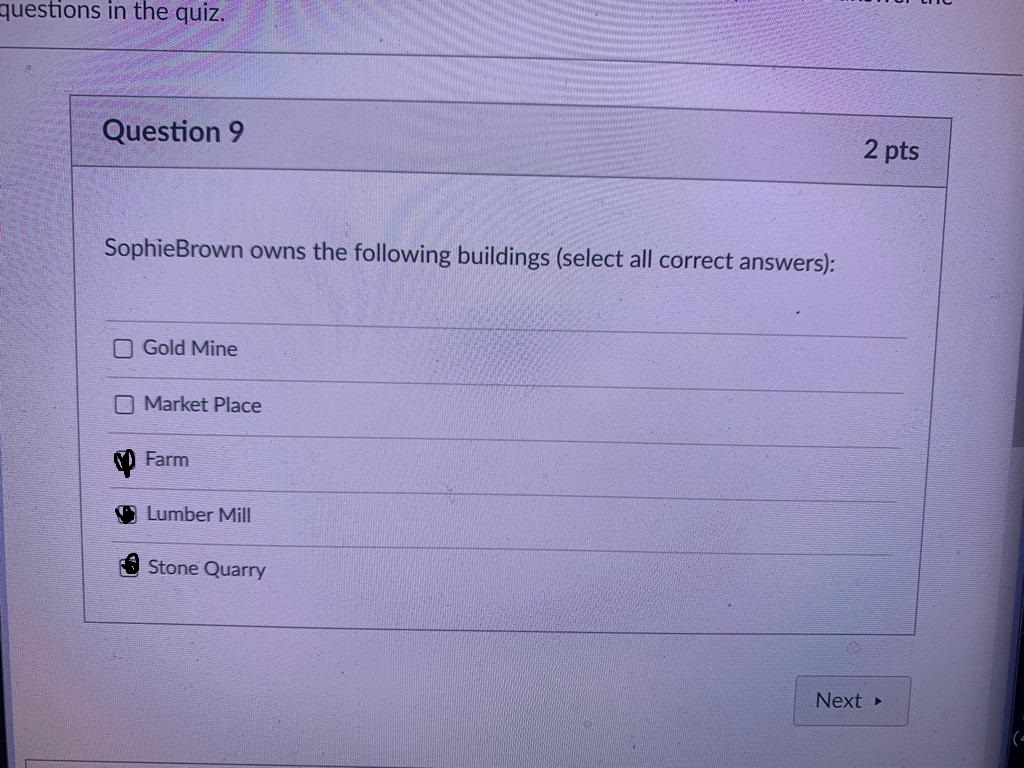 questions in the quiz.
Question 9
2 pts
SophieBrown owns the following buildings (select all correct answers):
Gold Mine
Market Place
Farm
Lumber Mill
Stone Quarry
Next